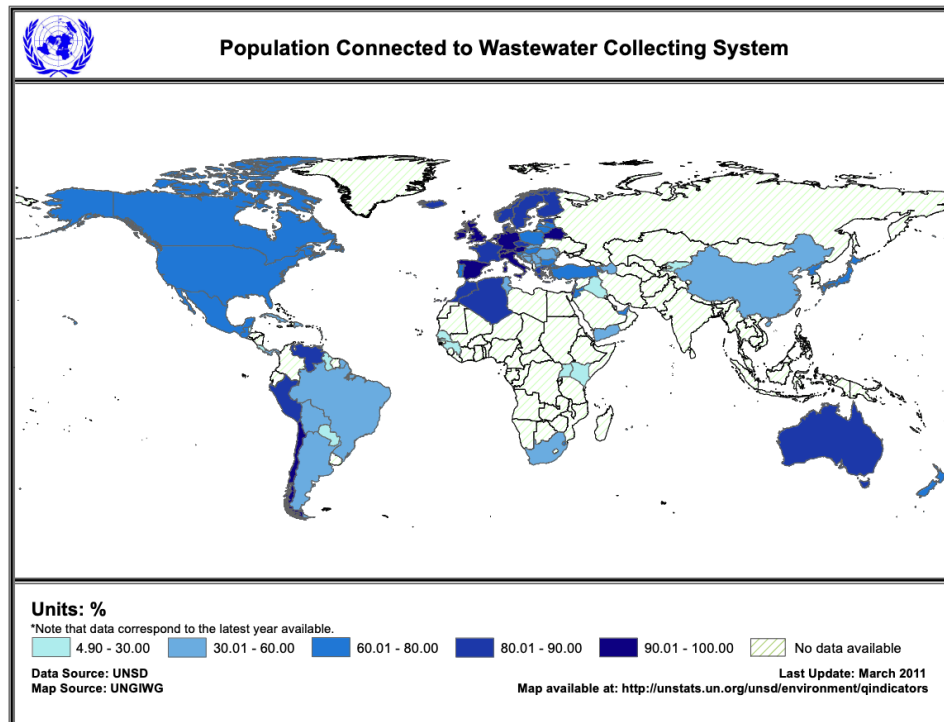 Population Connected to Wastewater Collecting System
Units: %
*Note that data correspond to the latest year available.
4.90 - 30.00
30.01 - 60.00
60.01 - 80.00
80.01 - 90.00
90.01 - 100.00
No data available
Data Source: UNSD
Last Update: March 2011
Map Source: UNGIWG
Map available at: http://unstats.un.org/unsd/environment/qindicators